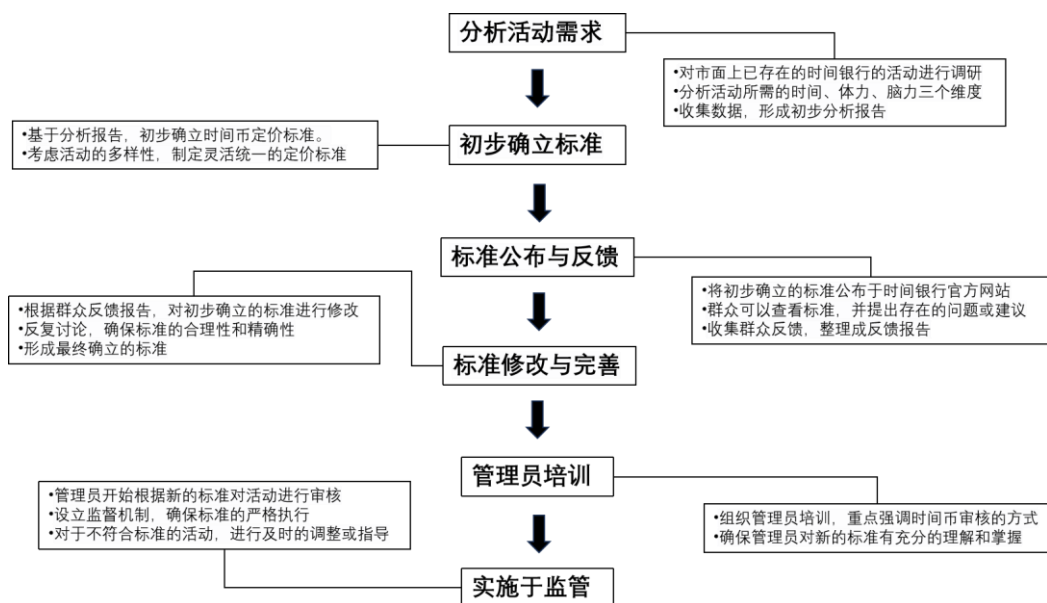 分析活动需求
•对市面上已存在的时间银行的活动进行调研
•分析活动所需的时间、体力、脑力三个维度
•收集数据，形成初步分析报告
初步确立标准
•基于分析报告，初步确立时间币定价标准。
•考虑活动的多样性，制定灵活统一的定价标准
标准公布与反馈
•将初步确立的标准公布于时间银行官方网站
•群众可以查看标准，并提出存在的问题或建议
•收集群众反馈，整理成反馈报告
标准修改与完善
•根据群众反馈报告，对初步确立的标准进行修改
•反复讨论，确保标准的合理性和精确性
•形成最终确立的标准
管理员培训
•组织管理员培训，重点强调时间币审核的方式
•确保管理员对新的标准有充分的理解和掌握
实施于监管
•管理员开始根据新的标准对活动进行审核
•设立监督机制，确保标准的严格执行
•对于不符合标准的活动，进行及时的调整或指导